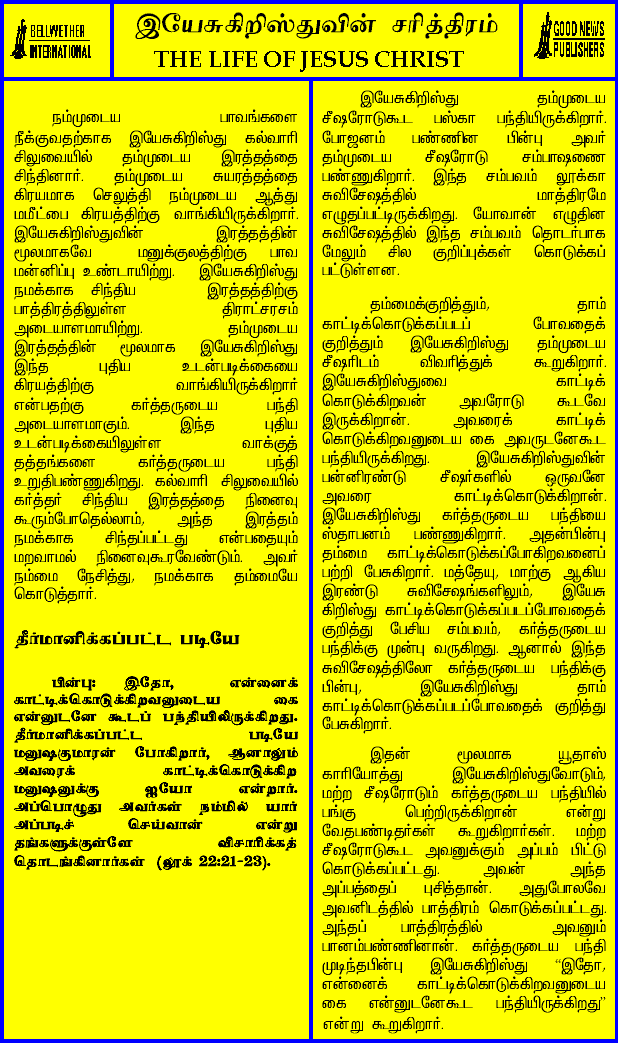 BELLWETHER
INTERNATIONAL
இயேசுகிறிஸ்துவின் சரித்திரம்
THE LIFE OF JESUS CHRIST
GOOD NEWS
PUBLISHERS
நம்முடைய பாவங்களை
நீக்குவதற்காக இயேசுகிறிஸ்து கல்வாரி
சிலுவையில் தம்முடைய இரத்தத்தை
சிந்தினார். தம்முடைய சுயரத்தத்தை
கிரயமாக செலுத்தி நம்முடைய ஆத்து
மமீட்பை கிரயத்திற்கு வாங்கியிருக்கிறார்.
இயேசுகிறிஸ்துவின் இரத்தத்தின்
மூலமாகவே மனுக்குலத்திற்கு பாவ
மன்னிப்பு உண்டாயிற்று. இயேசுகிறிஸ்து
நமக்காக சிந்திய இரத்தத்திற்கு
பாத்திரத்திலுள்ள திராட்சரசம்
அடையாளமாயிற்று. தம்முடைய
இரத்தத்தின் மூலமாக இயேசுகிறிஸ்து
இந்த புதிய உடன்படிக்கையை
கிரயத்திற்கு வாங்கியிருக்கிறார்
என்பதற்கு கர்த்தருடைய பந்தி
அடையாளமாகும். இந்த புதிய
உடன்படிக்கையிலுள்ள வாக்குத்
தத்தங்களை கர்த்தருடைய பந்தி
உறுதிபண்ணுகிறது. கல்வாரி சிலுவையில்
கர்த்தர் சிந்திய இரத்தத்தை நினைவு
கூரும்போதெல்லாம், அந்த இரத்தம்
நமக்காக சிந்தப்பட்டது என்பதையும்
மறவாமல் நினைவுகூரவேண்டும். அவர்
நம்மை நேசித்து, நமக்காக தம்மையே
கொடுத்தார்.
தீர்மானிக்கப்பட்ட படியே
பின்பு: இதோ, என்னைக்
காட்டிக்கொடுக்கிறவனுடைய கை
என்னுடனே கூடப் பந்தியிலிருக்கிறது.
தீர்மானிக்கப்பட்ட படியே
மனுஷகுமாரன் போகிறார், ஆனாலும்
அவரைக் காட்டிக்கொடுக்கிற
மனுஷனுக்கு ஐயோ என்றார்.
அப்பொழுது அவர்கள் நம்மில் யார்
அப்படிச் செய்வான் என்று
தங்களுக்குள்ளே விசாரிக்கத்
தொடங்கினார்கள் (லூக் 22:21-23).
இயேசுகிறிஸ்து தம்முடைய
சீஷரோடுகூட பஸ்கா பந்தியிருக்கிறார்.
போஜனம் பண்ணின பின்பு அவர்
தம்முடைய சீஷரோடு சம்பாஷணை
பண்ணுகிறார். இந்த சம்பவம் லூக்கா
சுவிசேஷத்தில் மாத்திரமே
எழுதப்பட்டிருக்கிறது. யோவான் எழுதின
சுவிசேஷத்தில் இந்த சம்பவம் தொடர்பாக
மேலும் சில குறிப்புக்கள் கொடுக்கப்
பட்டுள்ளன.
தம்மைக்குறித்தும், தாம்
காட்டிக்கொடுக்கப்படப் போவதைக்
குறித்தும் இயேசுகிறிஸ்து தம்முடைய
சீஷரிடம் விவரித்துக் கூறுகிறார்.
இயேசுகிறிஸ்துவை காட்டிக்
கொடுக்கிறவன் அவரோடு கூடவே
இருக்கிறான். அவரைக் காட்டிக்
கொடுக்கிறவனுடைய கை அவருடனேகூட
பந்தியிருக்கிறது. இயேசுகிறிஸ்துவின்
பன்னிரண்டு சீஷர்களில் ஒருவனே
அவரை காட்டிக்கொடுக்கிறான்.
இயேசுகிறிஸ்து கர்த்தருடைய பந்தியை
ஸ்தாபனம் பண்ணுகிறார். அதன்பின்பு
தம்மை காட்டிக்கொடுக்கப்போகிறவனைப்
பற்றி பேசுகிறார். மத்தேயு, மாற்கு ஆகிய
இரண்டு சுவிசேஷங்களிலும், இயேசு
கிறிஸ்து காட்டிக்கொடுக்கப்படப்போவதைக்
குறித்து பேசிய சம்பவம், கர்த்தருடைய
பந்திக்கு முன்பு வருகிறது. ஆனால் இந்த
சுவிசேஷத்திலோ கர்த்தருடைய பந்திக்கு
பின்பு, இயேசுகிறிஸ்து தாம்
காட்டிக்கொடுக்கப்படப்போவதைக் குறித்து
பேசுகிறார்.
இதன் மூலமாக யூதாஸ்
காரியோத்து இயேசுகிறிஸ்துவோடும்,
மற்ற சீஷரோடும் கர்த்தருடைய பந்தியில்
பங்கு பெற்றிருக்கிறான் என்று
வேதபண்டிதர்கள் கூறுகிறார்கள். மற்ற
சீஷரோடுகூட அவனுக்கும் அப்பம் பிட்டு
கொடுக்கப்பட்டது. அவன் அந்த
அப்பத்தைப் புசித்தான். அதுபோலவே
அவனிடத்தில் பாத்திரம் கொடுக்கப்பட்டது.
அந்தப் பாத்திரத்தில் அவனும்
பானம்பண்ணினான். கர்த்தருடைய பந்தி
முடிந்தபின்பு இயேசுகிறிஸ்து “இதோ,
என்னைக் காட்டிக்கொடுக்கிறவனுடைய
கை என்னுடனேகூட பந்தியிருக்கிறது”
என்று கூறுகிறார்.